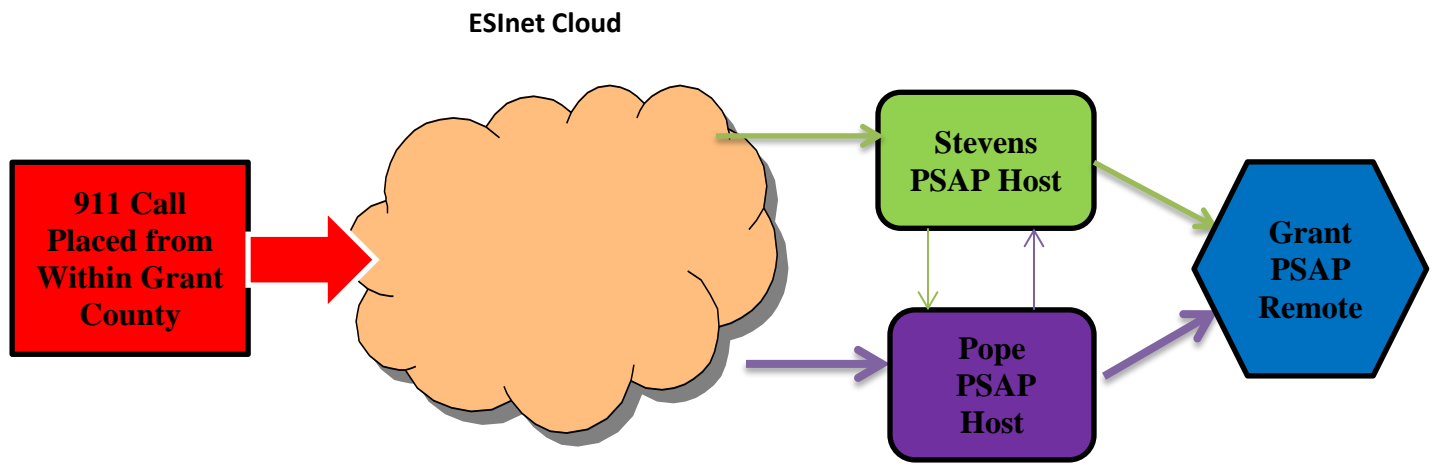 ESInet Cloud
911 Call
Placed from
Within Grant
County
Stevens
PSAP Host
Pope
PSAP
Host
Grant
PSAP
Remote